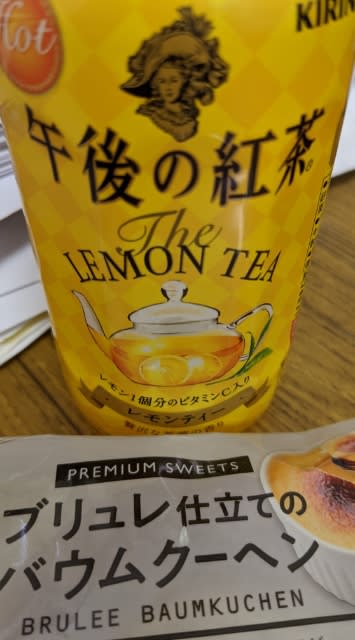 Hot
KIRIN
午後の紅茶®
The
LEMON TEA
レモン1個分のビタミンC入り
レモンティー
PREMIUM SWEETS
ブリュレ仕立ての
バウムクーヘン
BRULEE BAUMKUCHEN